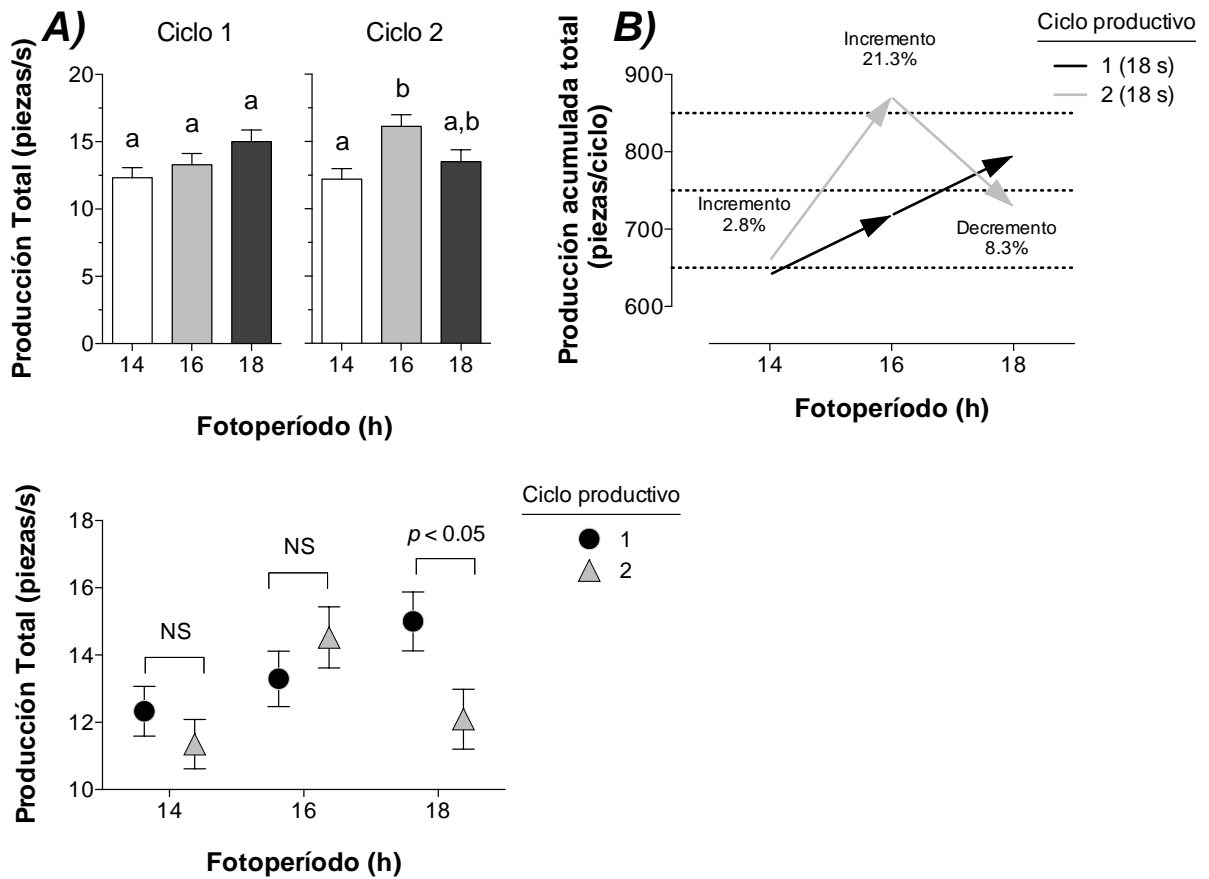 A)
Ciclo 1
Ciclo 2
Producción Total (piezas/s)
20
15
10
5
0
a
a
a
a
b
a,b
14
16
18
14
16
18
Fotoperíodo (h)
B)
Ciclo productivo
1 (18 s)
2 (18 s)
Producción acumulada total
(piezas/ciclo)
900
800
700
600
Incremento
21.3%
Incremento
2.8%
Decremento
8.3%
14
16
18
Fotoperíodo (h)
Producción Total (piezas/s)
18
16
14
12
10
NS
NS
p < 0.05
14
16
18
Fotoperíodo (h)
Ciclo productivo
1
2